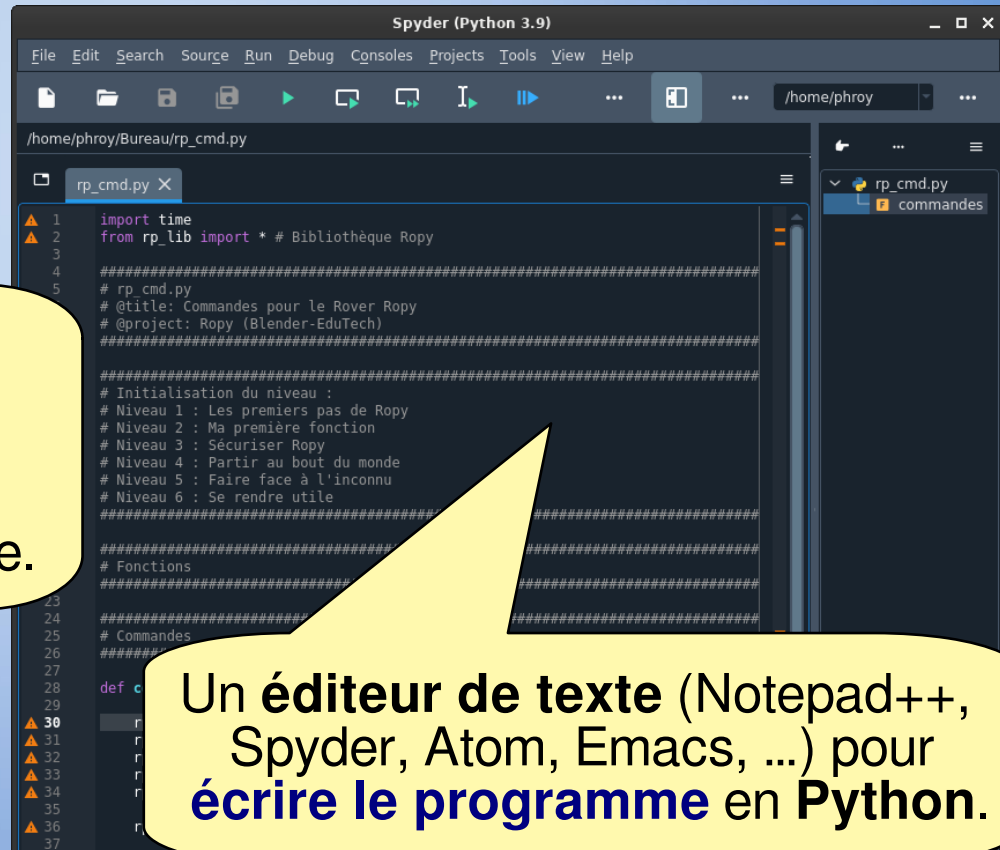 Spyder (Python 3.9)
File Edit Search Source Run Debug Consoles Projects Tools View Help
/home/phroy
/home/phroy/Bureau/rp_cmd.py
rp_cmd.py
rp_cmd.py
commandes
1 import time
2 from rp_lib import * # Bibliothèque Ropy
3
4 ###############################################################################
5 # rp_cmd.py
# @title: Commandes pour le Rover Ropy
# @project: Ropy (Blender-EduTech)
###############################################################################
###############################################################################
# Initialisation du niveau :
# Niveau 1 : Les premiers pas de Ropy
# Niveau 2 : Ma première fonction
# Niveau 3 : Sécuriser Ropy
# Niveau 4 : Partir au bout du monde
# Niveau 5 : Faire face à l'inconnu
# Niveau 6 : Se rendre utile
###############################################################################
###############################################################################
# Fonctions
###############################################################################
23
24 ###############################################################################
25 # Commandes
26 ########
27
28 def c
29
30 r
31 r
32 r
33 r
34 r
35
36 r
37
e.
Un éditeur de texte (Notepad++,
Spyder, Atom, Emacs, ...) pour
écrire le programme en Python.